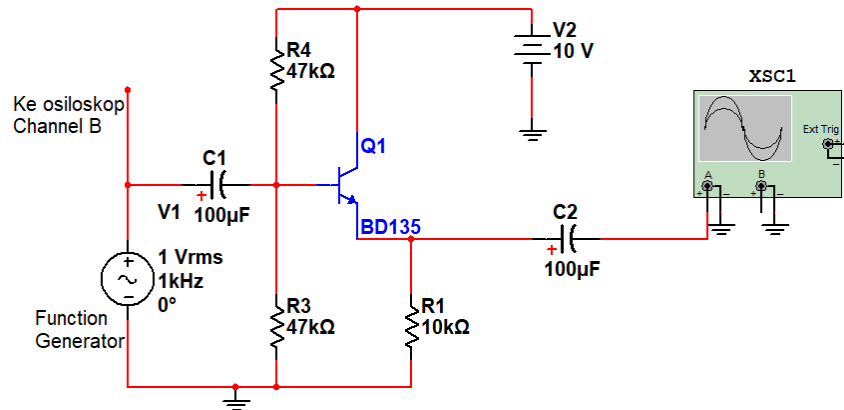 R4
47kΩ
V2
10 V
XSC1
Ke osiloskop
Channel B
Ext Trig
+
−
Q1
C1
A
B
+
−
+
−
+
V1
100µF
BD135
C2
+
100µF
+
1 Vrms
1kHz
0°
−
Function
Generator
R3
47kΩ
R1
10kΩ